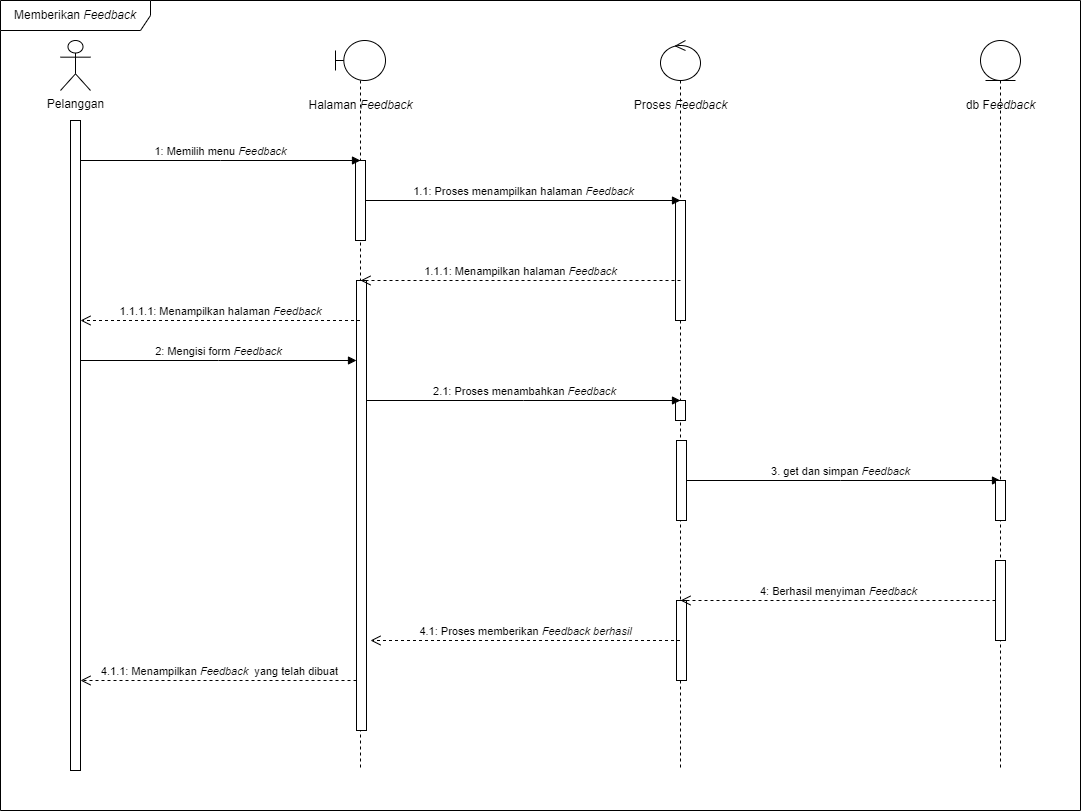 Memberikan Feedback
Pelanggan
Halaman Feedback
Proses Feedback
db Feedback
1: Memilih menu Feedback
1.1: Proses menampilkan halaman Feedback
1.1.1: Menampilkan halaman Feedback
1.1.1.1: Menampilkan halaman Feedback
2: Mengisi form Feedback
2.1: Proses menambahkan Feedback
3. get dan simpan Feedback
4: Berhasil menyiman Feedback
4.1: Proses memberikan Feedback berhasil
4.1.1: Menampilkan Feedback yang telah dibuat